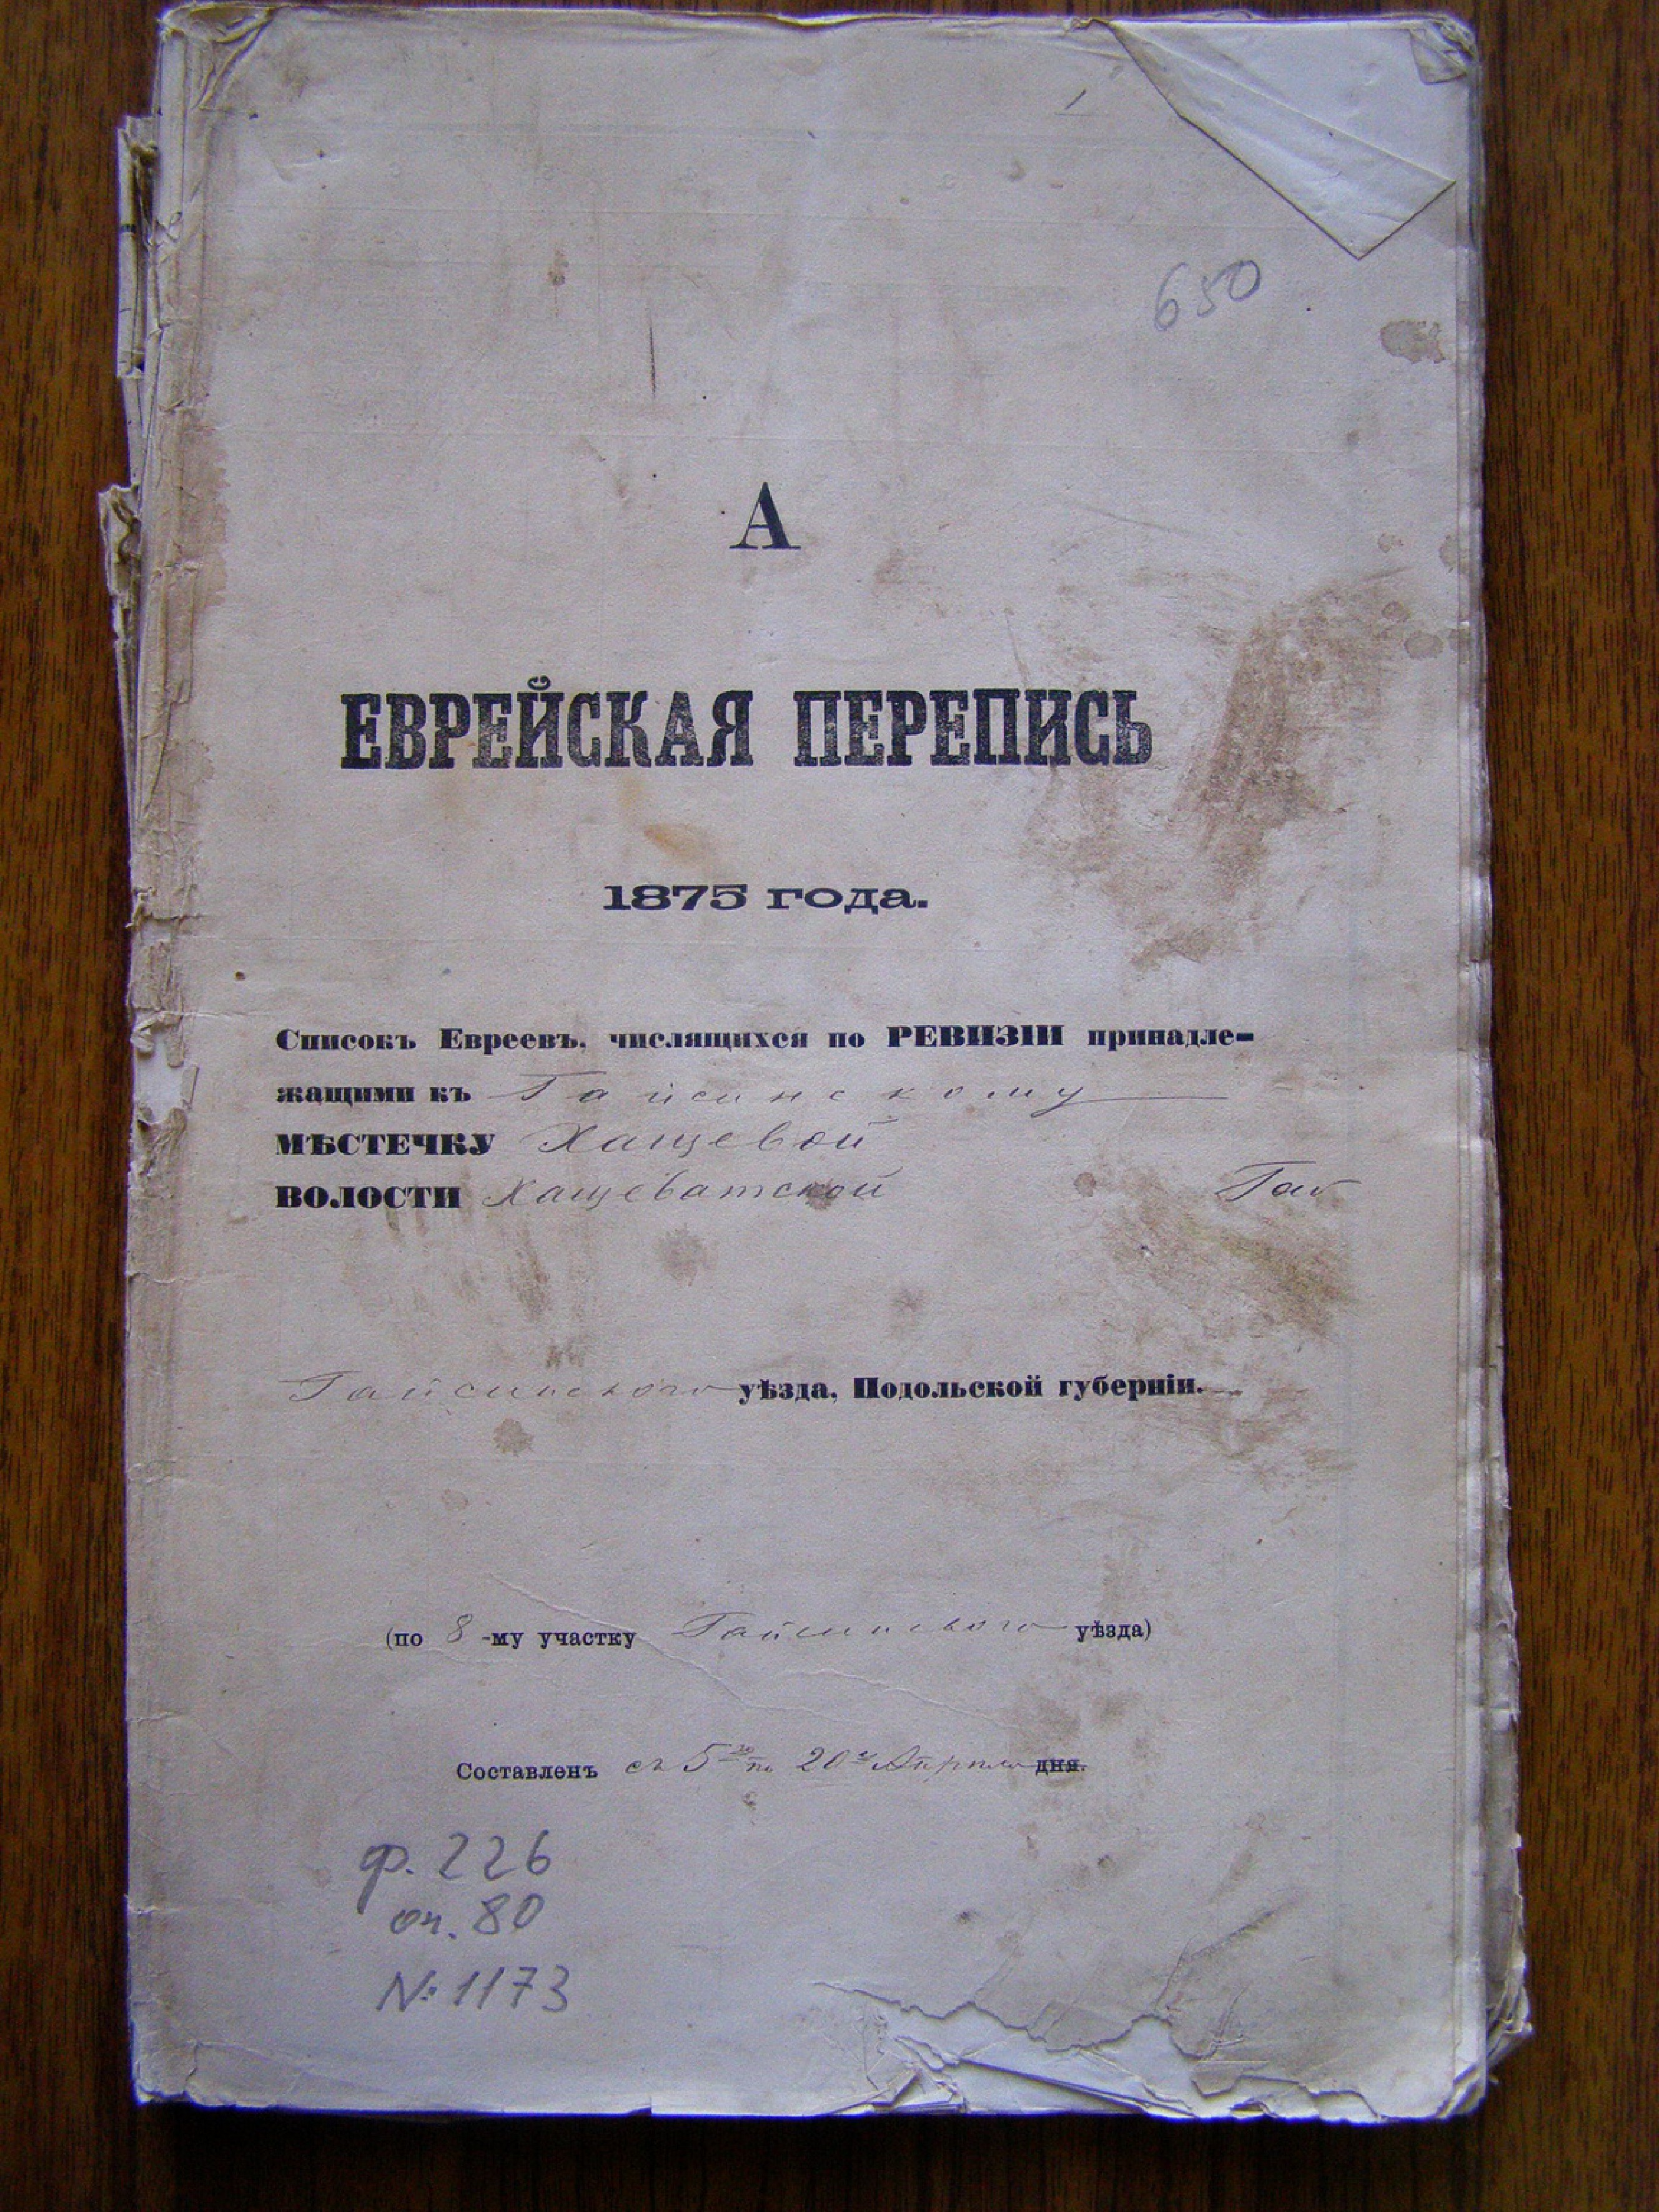 1
650
А
ЕВРЕЙСКАЯ ПЕРЕПИСЬ
1875 года.
Списокъ Евреевъ, числящихся по РЕВИЗІИ принадле-
жащими къ Гайсинскому
МѢСТЕЧКУ Хащевой
ВОЛОСТИ Хащеватской
Гайсинского уѣзда, Подольской губерніи.
(по 8-му участку Гайсинского уѣзда)
Составленъ съ 5го по 20е Апреля дня.
ф. 226
оп. 80
№ 1173